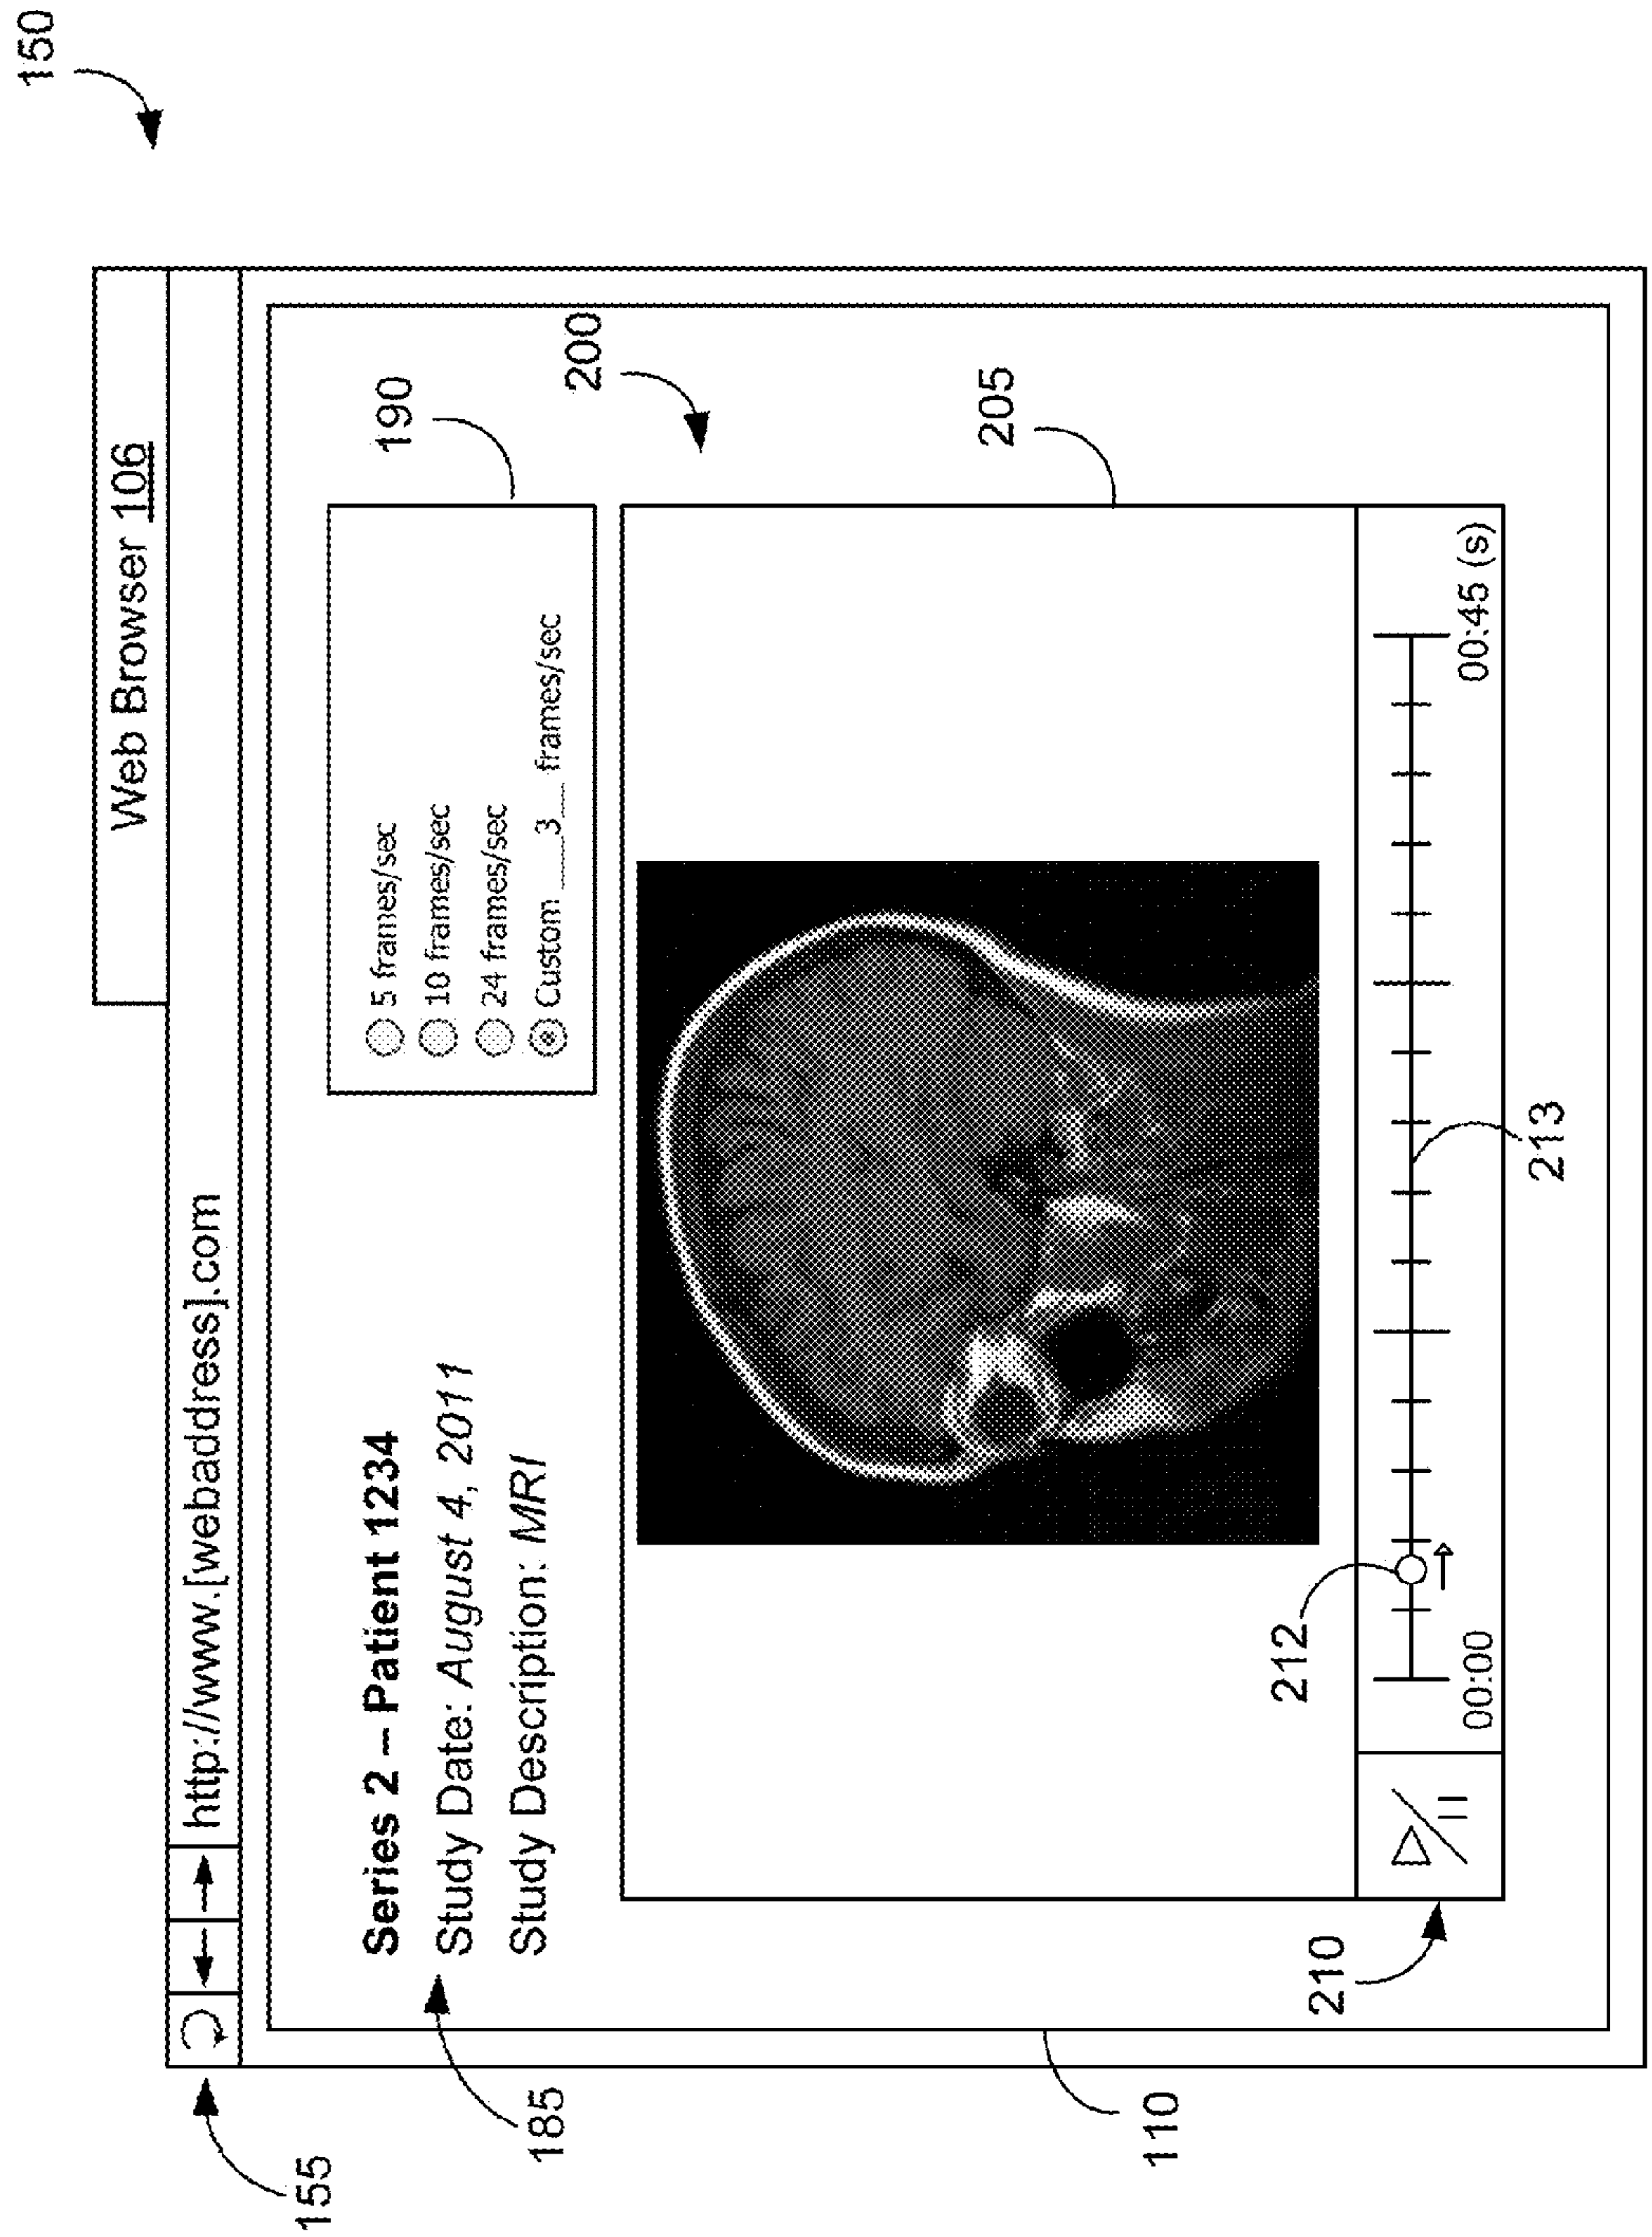 150
Web Browser 106
155
http://www.[webaddress].com
Series 2 – Patient 1234
Study Date: August 4, 2011
Study Description: MRI
185
5 frames/sec
10 frames/sec
24 frames/sec
Custom ___3__ frames/sec
190
200
205
110
212
210
00:00
00:45 (s)
213